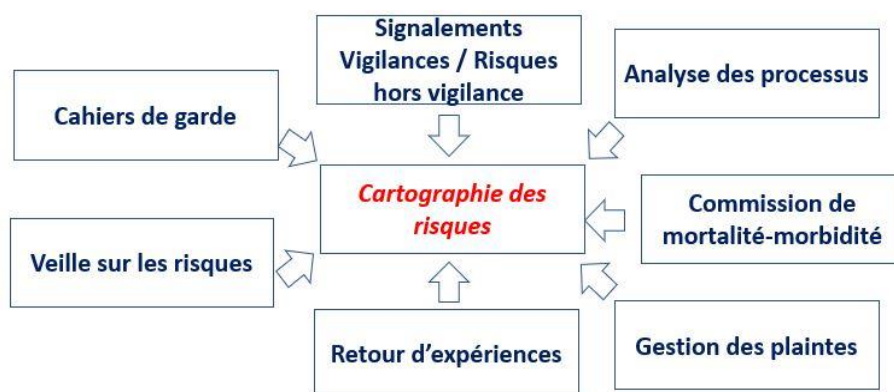 Signalements
Vigilances / Risques
hors vigilance
Analyse des processus
Cahiers de garde
Cartographie des
risques
Commission de
mortalité-morbidité
Veille sur les risques
Retour d’expériences
Gestion des plaintes